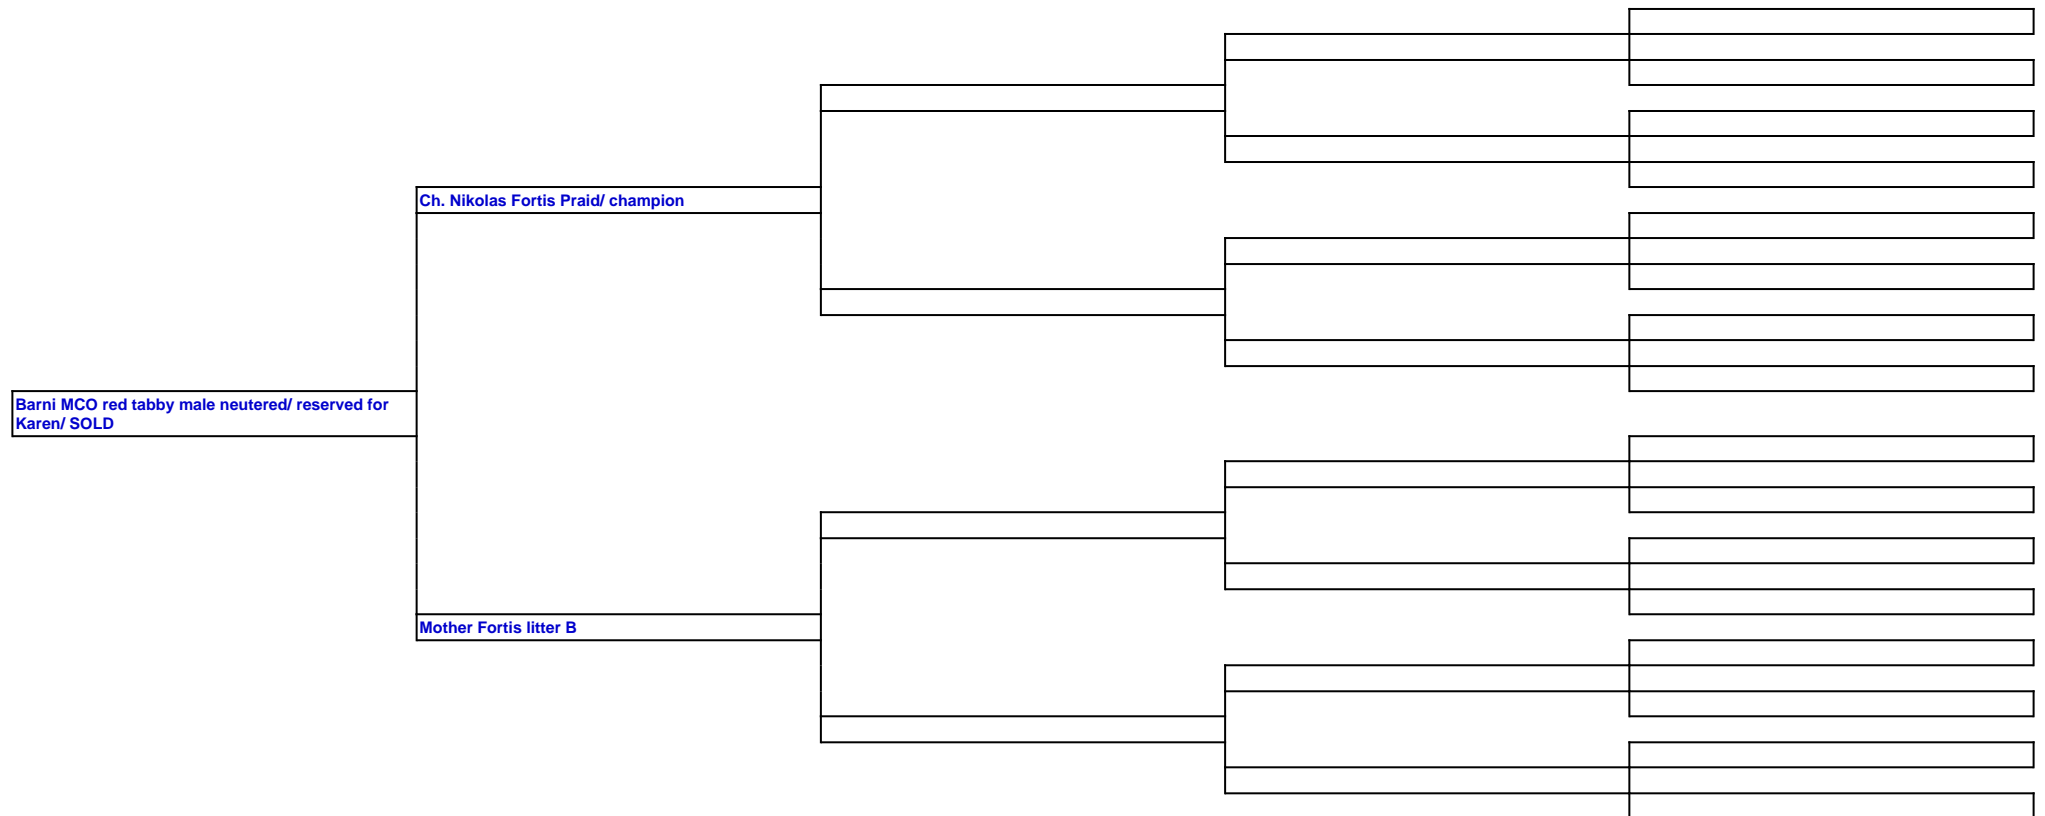 Ch. Nikolas Fortis Praid/ champion
Barni MCO red tabby male neutered/ reserved for
Karen/ SOLD
Mother Fortis litter B